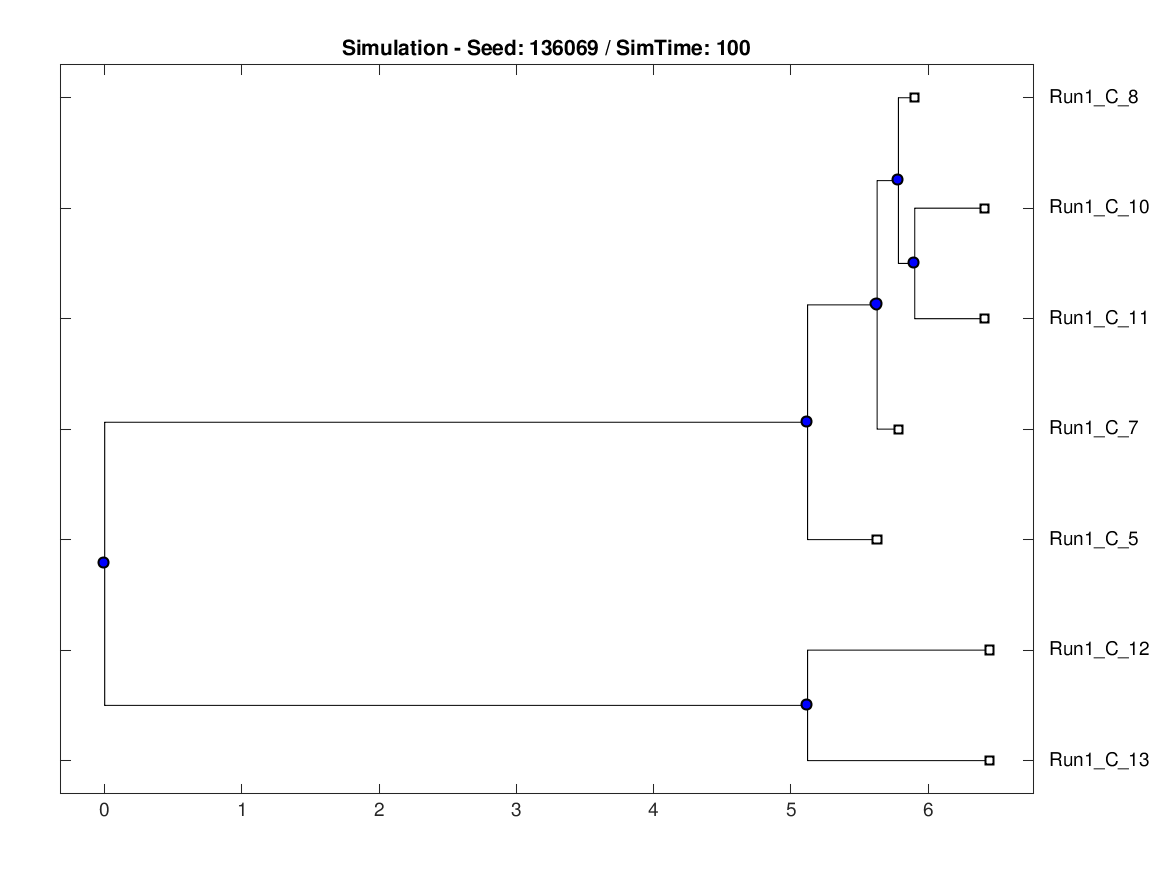 Simulation - Seed: 136069 / SimTime: 100
Run1_C_8
Run1_C_10
Run1_C_11
Run1_C_7
Run1_C_5
Run1_C_12
Run1_C_13
0 1 2 3 4 5 6